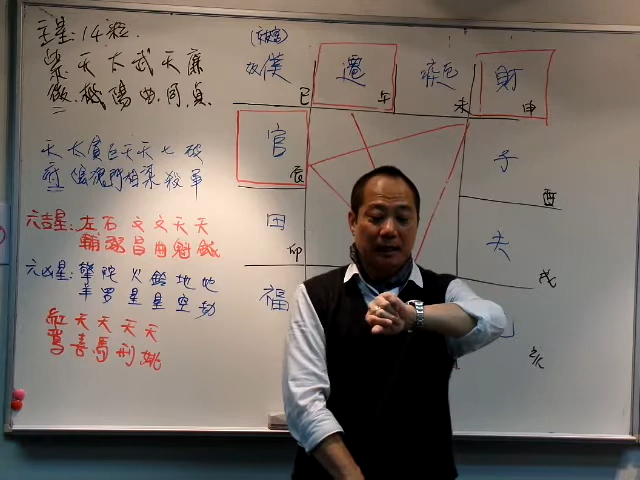 主星：14粒
紫天太武天廉
微機陽曲同貞
天太貪巨天天七破
府陰狼門相梁殺軍
六吉星：左右文文天天
輔弼昌曲魁鉞
六凶星：擎陀火鈴地地
羊羅星星空劫
紅天天天天
鸞喜馬刑姚
僕
巳
遷
午
疾厄
未
財
申
官
辰
子
酉
田
卯
夫
戌
福
亥